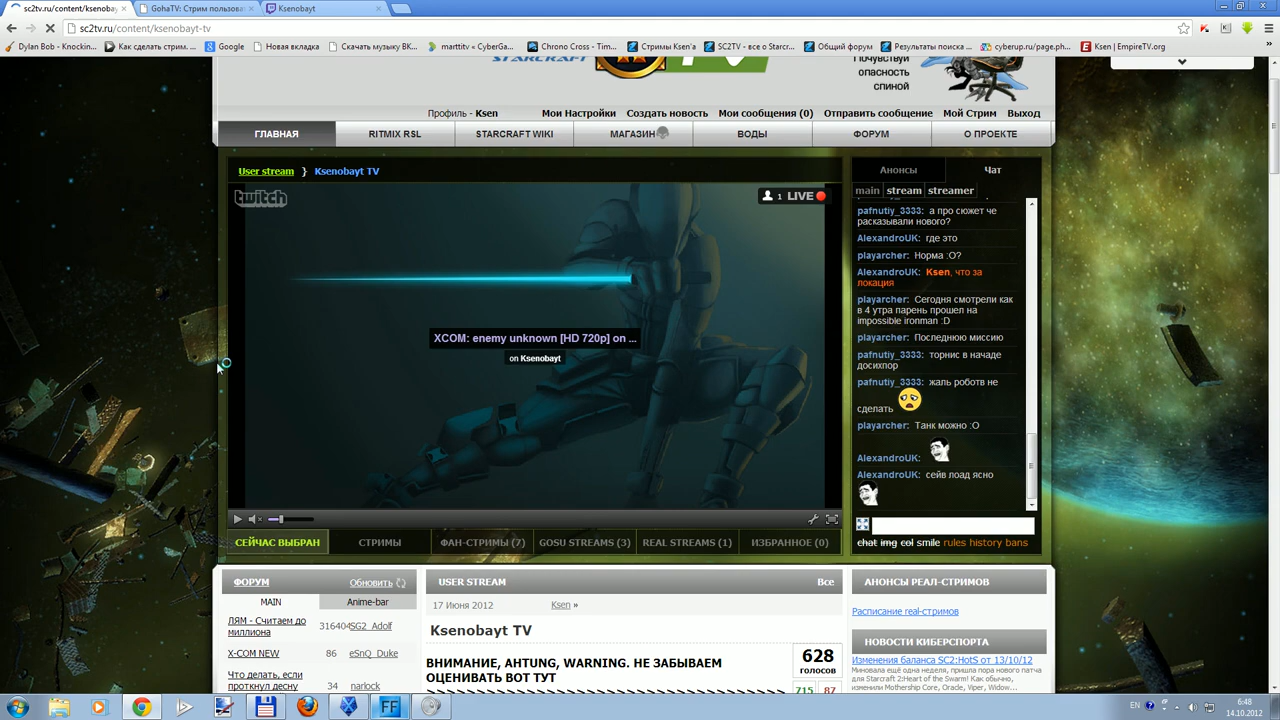 sc2tv.ru/content/ksenobay
GohaTV: Стрим пользова
Ksenobayt
sc2tv.ru/content/ksenobayt-tv
Dylan Bob - Knockin...
Как сделать стрим. ...
Google
Новая вкладка
Скачать музыку ВК...
marttitv « CyberGa...
Chrono Cross - Tim...
Стримы Ksen'a
SC2TV - все о Starcr...
Общий форум
Результаты поиска ...
cyberup.ru/page.ph...
Ksen | EmpireTV.org
»
STARCRAFT
TV
Почувствуй
опасность
спиной
Профиль - Ksen
Мои Настройки
Создать новость
Мои сообщения (0)
Отправить сообщение
Мой Стрим
Выход
ГЛАВНАЯ
RITMIX RSL
STARCRAFT WIKI
МАГАЗИН
ВОДЫ
ФОРУМ
О ПРОЕКТЕ
User stream } Ksenobayt TV
twitch
1 LIVE
XCOM: enemy unknown [HD 720p] on ...
on Ksenobayt
Анонсы
Чат
main stream streamer
pafnutiy_3333: а про сюжет че
рассказывали нового?
AlexandroUK: где это
playarcher: Норма :O?
AlexandroUK: Ksen, что за
локация
playarcher: Сегодня смотрели как
в 4 утра парень прошел на
impossible ironman :D
playarcher: Последнюю миссию
pafnutiy_3333: торнис в начаде
досихпор
pafnutiy_3333: жаль роботв не
сделать
playarcher: Танк можно :O
AlexandroUK:
AlexandroUK: сейв лоад ясно
chat img col smile rules history bans
СЕЙЧАС ВЫБРАН
СТРИМЫ
ФАН-СТРИМЫ (7)
GOSU STREAMS (3)
REAL STREAMS (1)
ИЗБРАННОЕ (0)
ФОРУМ
Обновить
MAIN
Anime-bar
ЛЯМ - Считаем до
миллиона
316404
SG2_Adolf
X-COM NEW
86
eSnQ_Duke
Что делать, если
проткнул десну
34
narlock
USER STREAM
Все
17 Июня 2012
Ksen »
Ksenobayt TV
ВНИМАНИЕ, AHTUNG, WARNING. НЕ ЗАБЫВАЕМ
ОЦЕНИВАТЬ ВОТ ТУТ
628
голосов
715
87
АНОНСЫ РЕАЛ-СТРИМОВ
Расписание real-стримов
НОВОСТИ КИБЕРСПОРТА
Изменения баланса SC2:HotS от 13/10/12
Миновала ещё одна неделя, пришла пора нового патча
для Starcraft 2:Heart of the Swarm! Как обычно,
изменили Mothership Core, Oracle, Viper, Widow...
FF
EN
6:48
14.10.2012